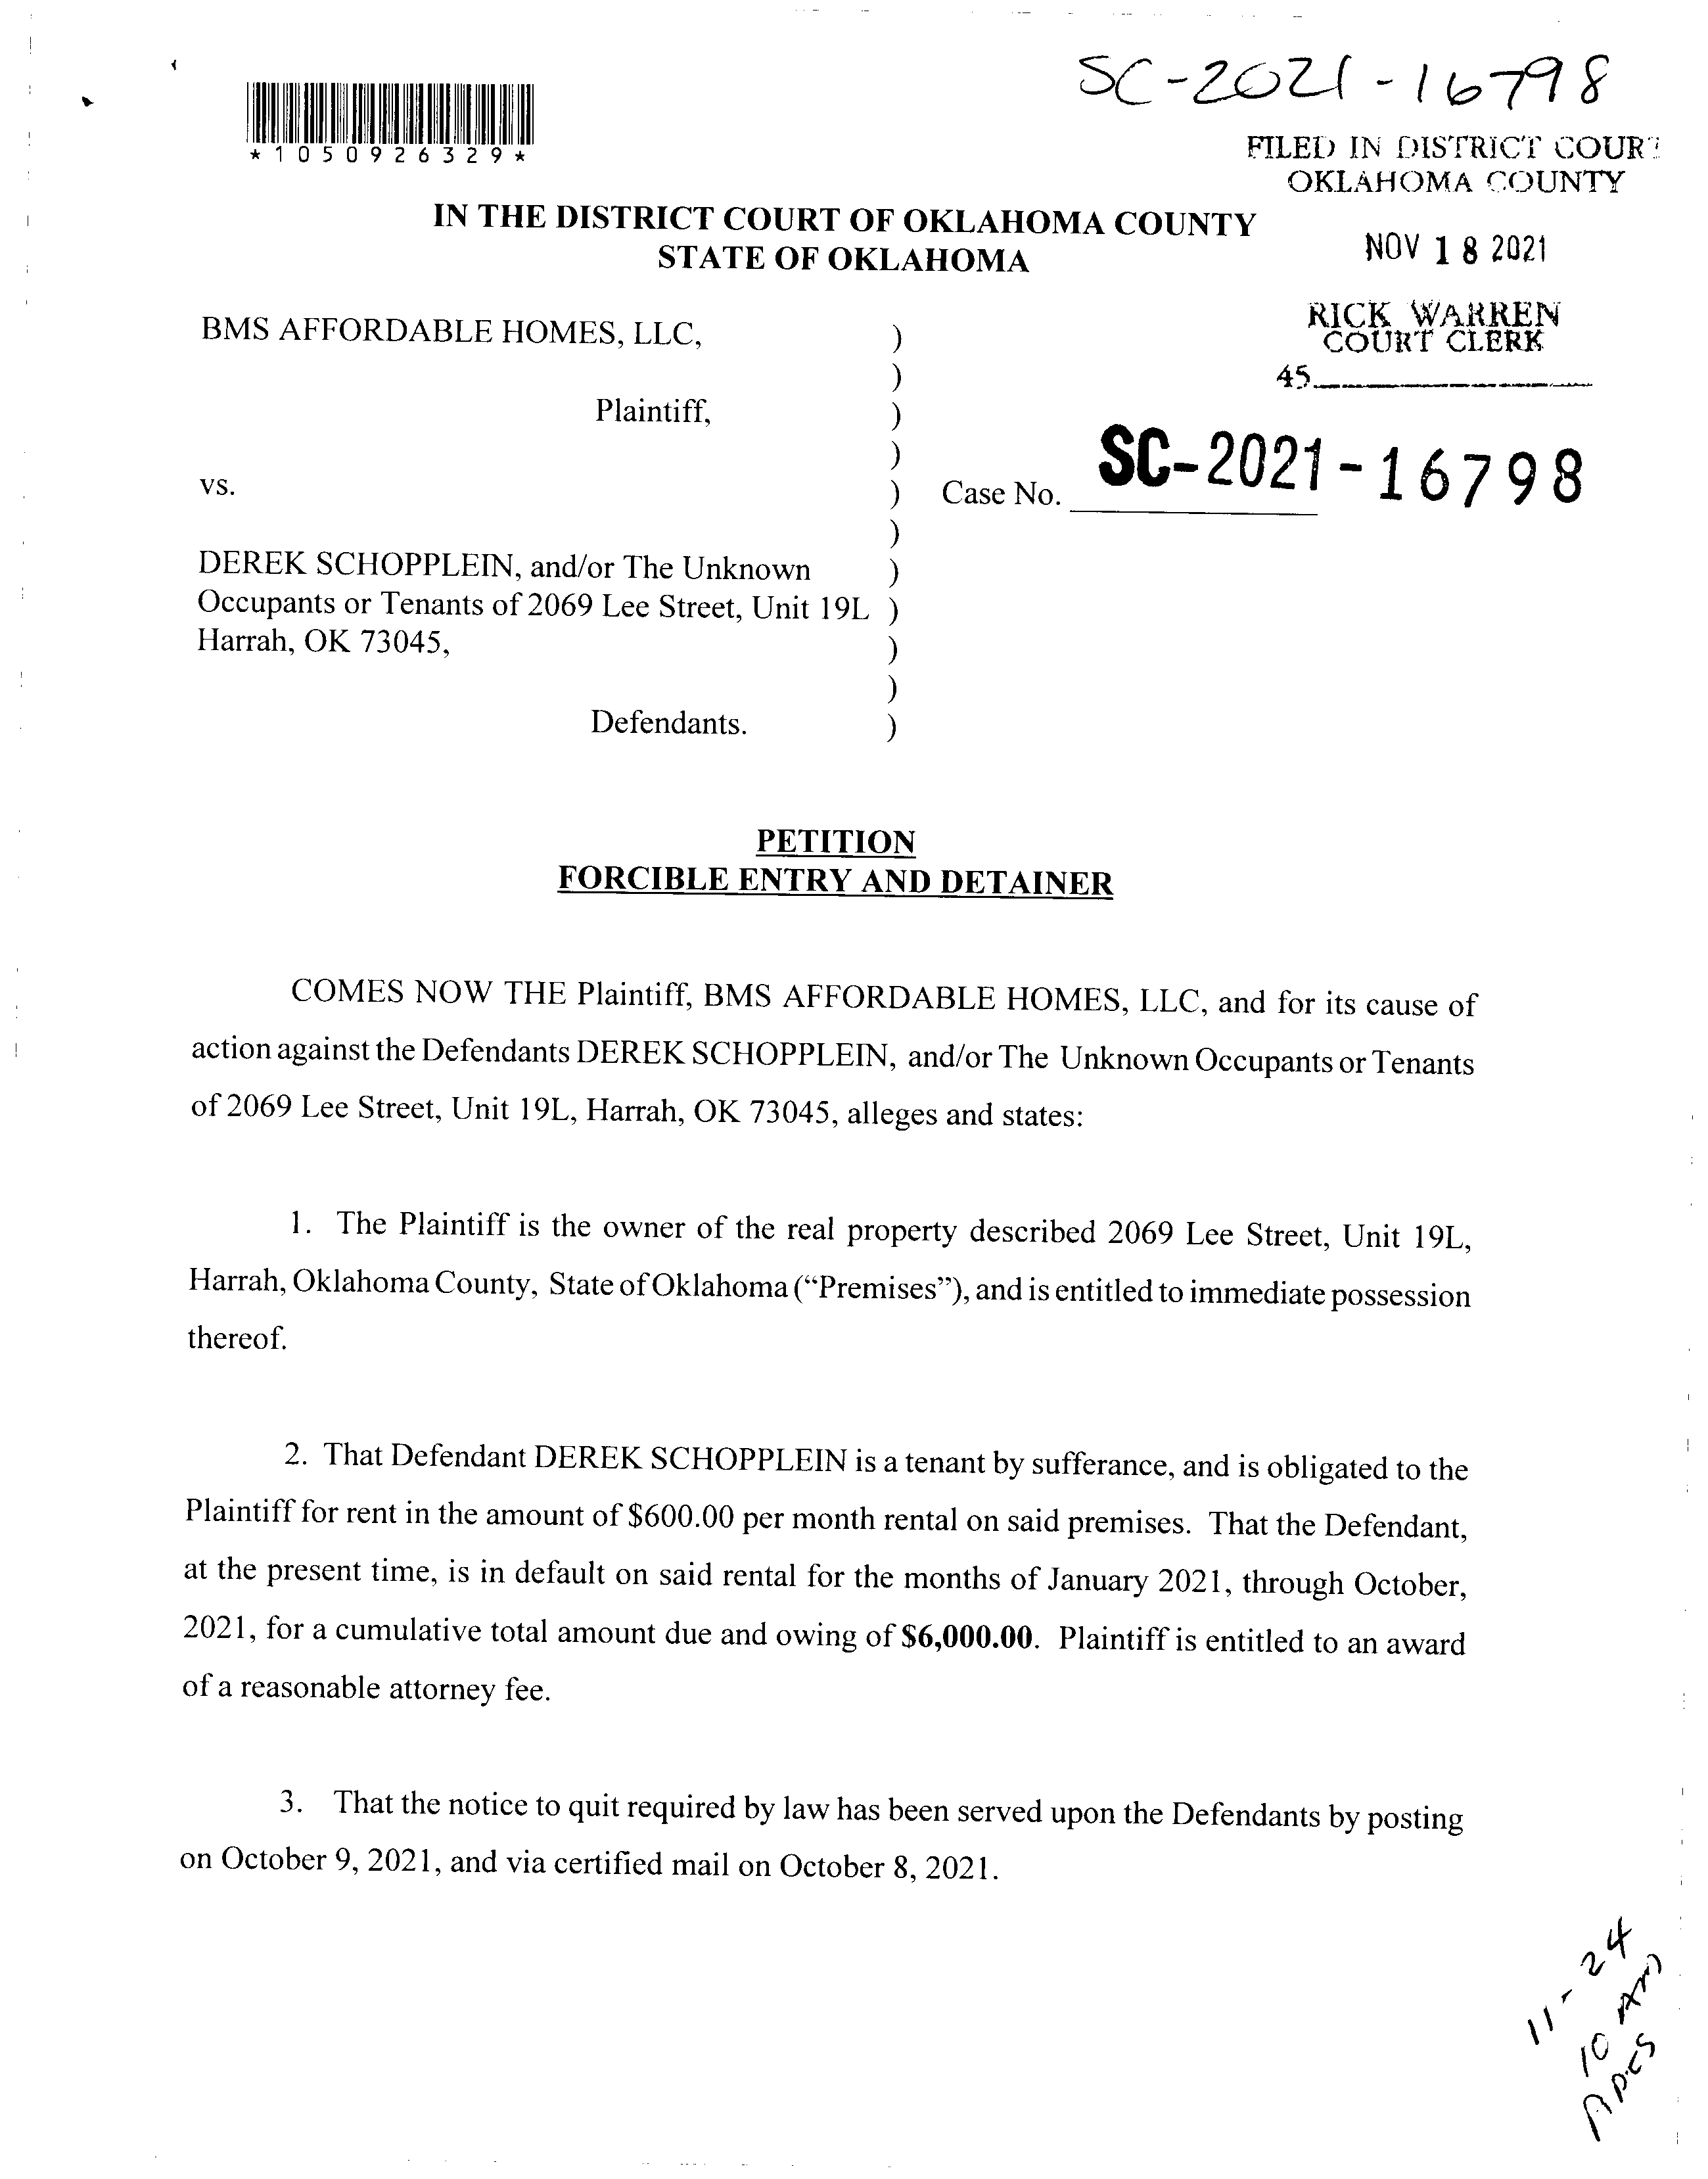 SC-2021-16798
*1050926329*
FILED IN DISTRICT COURT
OKLAHOMA COUNTY
IN THE DISTRICT COURT OF OKLAHOMA COUNTY
STATE OF OKLAHOMA
NOV 18 2021
RICK WARREN
COURT CLERK
45
BMS AFFORDABLE HOMES, LLC, )
)
Plaintiff, )
)
vs. ) Case No. SC-2021-16798
)
DEREK SCHOPPLEIN, and/or The Unknown )
Occupants or Tenants of 2069 Lee Street, Unit 19L )
Harrah, OK 73045, )
)
Defendants. )
PETITION
FORCIBLE ENTRY AND DETAINER
COMES NOW THE Plaintiff, BMS AFFORDABLE HOMES, LLC, and for its cause of
action against the Defendants DEREK SCHOPPLEIN, and/or The Unknown Occupants or Tenants
of 2069 Lee Street, Unit 19L, Harrah, OK 73045, alleges and states:
1. The Plaintiff is the owner of the real property described 2069 Lee Street, Unit 19L,
Harrah, Oklahoma County, State of Oklahoma (“Premises”), and is entitled to immediate possession
thereof.
2. That Defendant DEREK SCHOPPLEIN is a tenant by sufferance, and is obligated to the
Plaintiff for rent in the amount of $600.00 per month rental on said premises. That the Defendant,
at the present time, is in default on said rental for the months of January 2021, through October,
2021, for a cumulative total amount due and owing of $6,000.00. Plaintiff is entitled to an award
of a reasonable attorney fee.
3. That the notice to quit required by law has been served upon the Defendants by posting
on October 9, 2021, and via certified mail on October 8, 2021.
11-24
10 AM